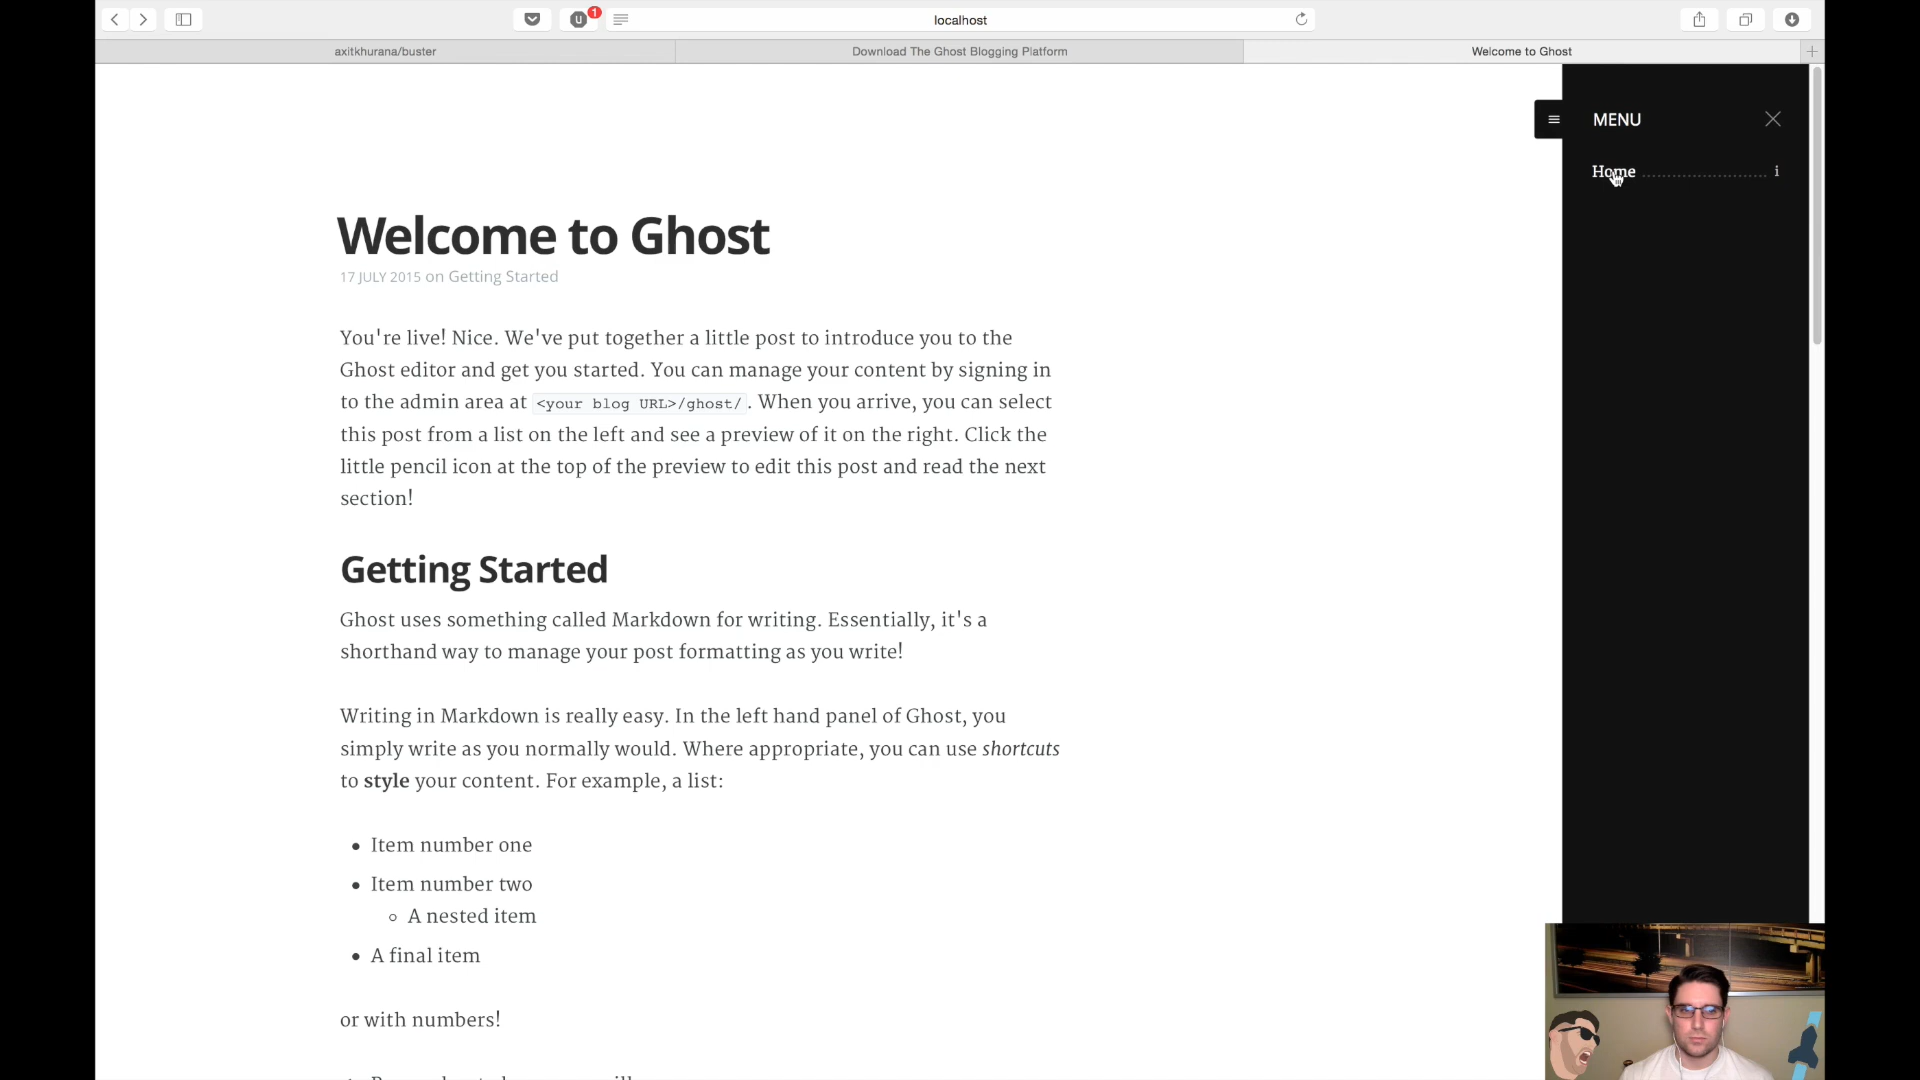 1
localhost
axitkhurana/buster
Download The Ghost Blogging Platform
Welcome to Ghost
MENU
Home
i
Welcome to Ghost
17 JULY 2015 on Getting Started
You're live! Nice. We've put together a little post to introduce you to the
Ghost editor and get you started. You can manage your content by signing in
to the admin area at <your blog URL>/ghost/. When you arrive, you can select
this post from a list on the left and see a preview of it on the right. Click the
little pencil icon at the top of the preview to edit this post and read the next
section!
Getting Started
Ghost uses something called Markdown for writing. Essentially, it's a
shorthand way to manage your post formatting as you write!
Writing in Markdown is really easy. In the left hand panel of Ghost, you
simply write as you normally would. Where appropriate, you can use shortcuts
to style your content. For example, a list:
Item number one
Item number two
A nested item
A final item
or with numbers!